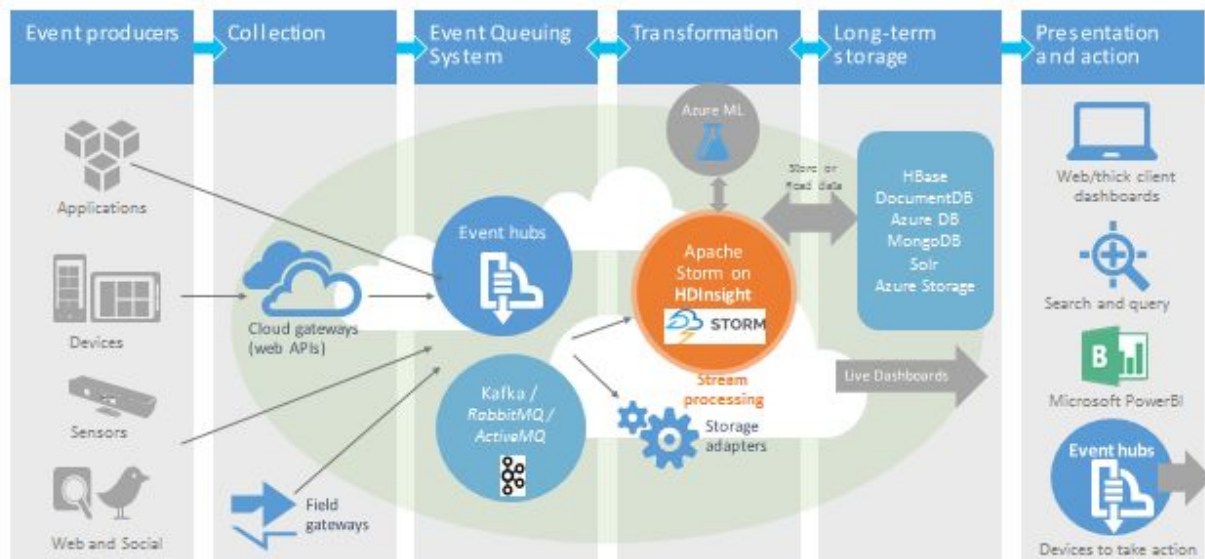 Event producers
Collection
Event Queuing
System
Transformation
Long-term
storage
Presentation
and action
Applications
Devices
Sensors
Web and Social
Cloud gateways
(web APIs)
Field
gateways
Event hubs
Kafka /
RabbitMQ /
ActiveMQ
Azure ML
Apache
Storm on
HDInsight
STORM
Stream
processing
Storage
adapters
Store or
Read data
HBase
DocumentDB
Azure DB
MongoDB
Solr
Azure Storage
Live Dashboards
Web/thick client
dashboards
Search and query
B
Microsoft PowerBI
Event hubs
Devices to take action